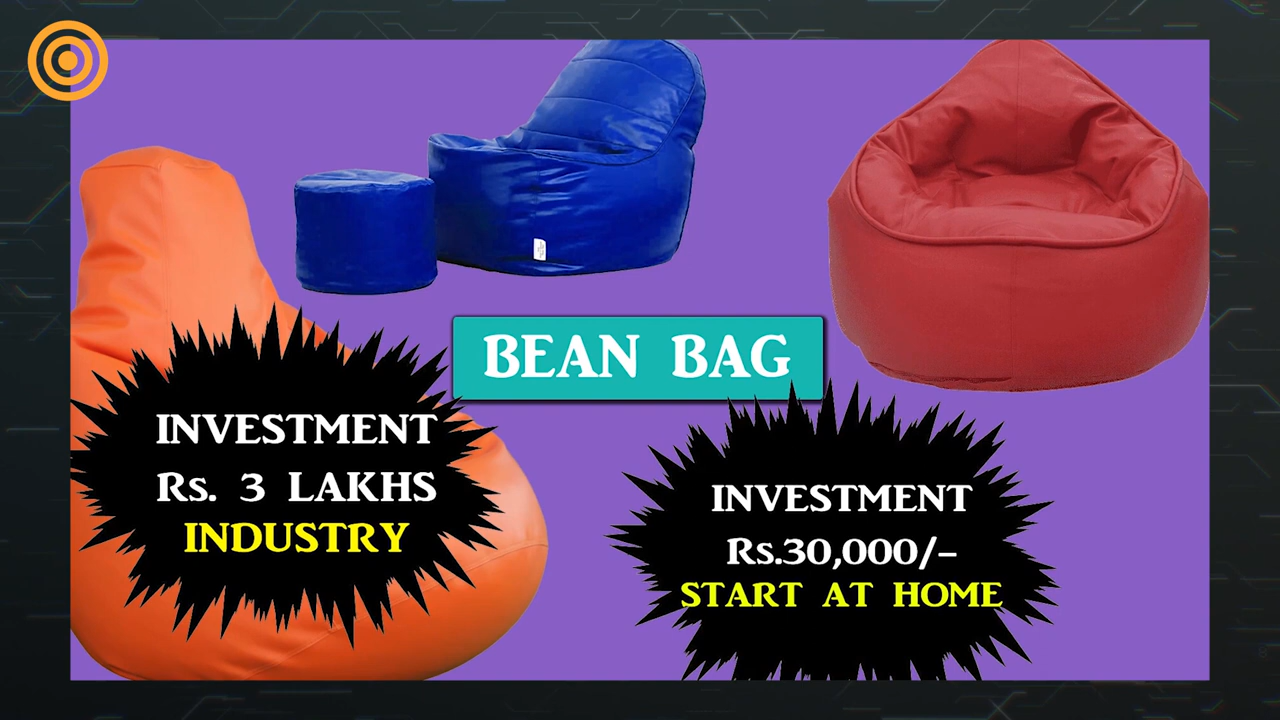 BEAN BAG
INVESTMENT
Rs. 3 LAKHS
INDUSTRY
INVESTMENT
Rs.30,000/-
START AT HOME